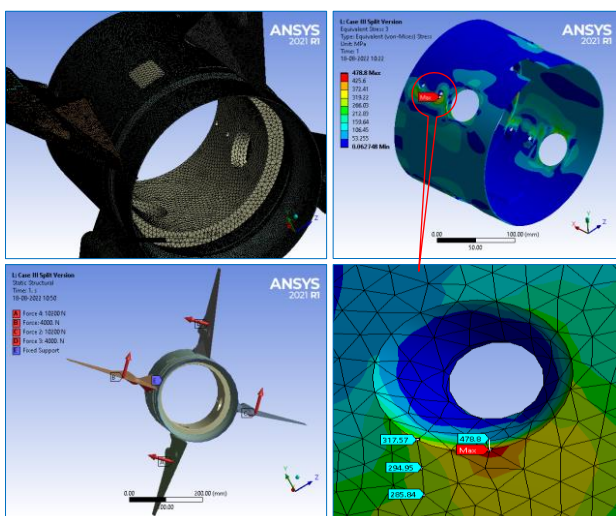 ANSYS
2021 R1
L: Case III Split Version
Equivalent Stress 3
Type: Equivalent (von-Mises) Stress
Unit: MPa
Time: 1
478.8 Max
425.6
372.41
319.22
266.03
212.83
159.64
106.45
53.255
0.062748 Min
Max
ANSYS
2021 R1
X
Y
Z
0.00
100.00 (mm)
50.00
L: Case III Split Version
Static Structural
Time: 1. s
A Force 4: 10200 N
B Force: 4000. N
C Force 2: 10200 N
D Force 3: 4000. N
E Fixed Support
ANSYS
2021 R1
0.00
200.00 (mm)
100.00
Y
Z
317.57
478.8
Max
294.95
285.84